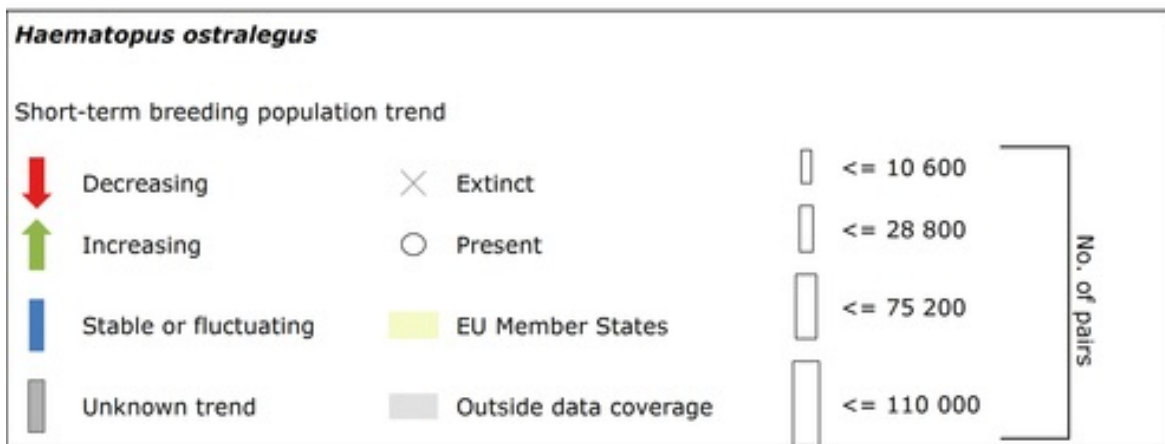 Haematopus ostralegus
Short-term breeding population trend
Decreasing
Extinct
<= 10 600
Increasing
Present
<= 28 800
Stable or fluctuating
EU Member States
<= 75 200
Unknown trend
Outside data coverage
<= 110 000
No. of pairs